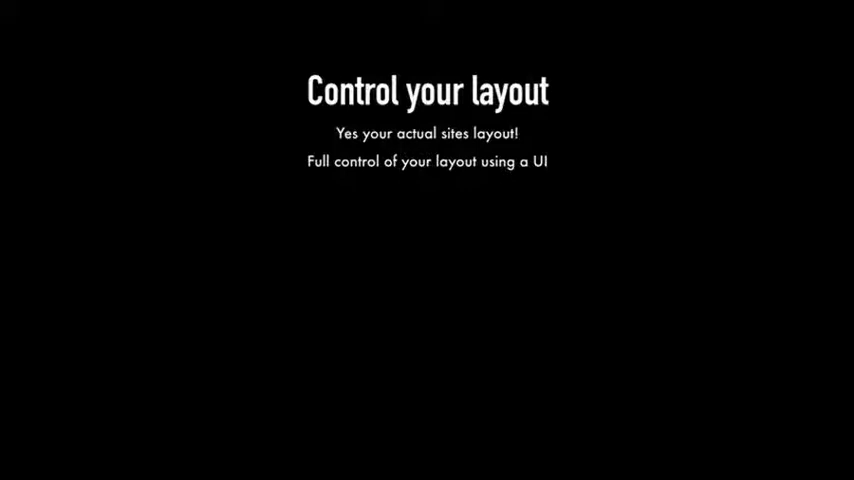 Control your layout
Yes your actual sites layout!
Full control of your layout using a UI